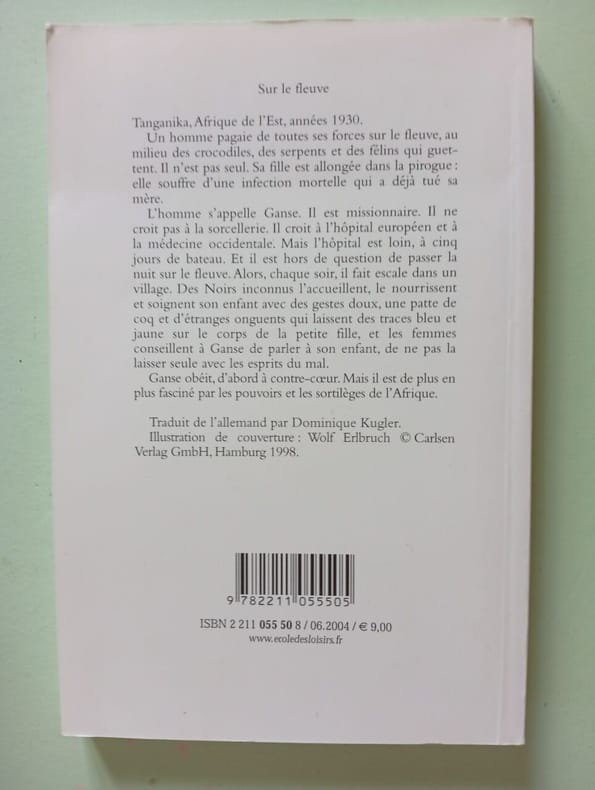 Sur le fleuve
Tanganika, Afrique de l'Est, années 1930.
Un homme pagaie de toutes ses forces sur le fleuve, au
milieu des crocodiles, des serpents et des félins qui guet-
tent. Il n'est pas seul. Sa fille est allongée dans la pirogue :
elle souffre d'une infection mortelle qui a déjà tué sa
mère.
L'homme s'appelle Ganse. Il est missionnaire. Il ne
croit pas à la sorcellerie. Il croit à l'hôpital européen et à
la médecine occidentale. Mais l'hôpital est loin, à cinq
jours de bateau. Et il est hors de question de passer la
nuit sur le fleuve. Alors, chaque soir, il fait escale dans un
village. Des Noirs inconnus l'accueillent, le nourrissent
et soignent son enfant avec des gestes doux, une patte de
coq et d'étranges onguents qui laissent des traces bleu et
jaune sur le corps de la petite fille, et les femmes
conseillent à Ganse de parler à son enfant, de ne pas la
laisser seule avec les esprits du mal.
Ganse obéit, d'abord à contre-cœur. Mais il est de plus en
plus fasciné par les pouvoirs et les sortilèges de l'Afrique.
Traduit de l'allemand par Dominique Kugler.
Illustration de couverture : Wolf Erlbruch © Carlsen
Verlag GmbH, Hamburg 1998.
9 782211 055505
ISBN 2 211 055 50 8 / 06.2004 / € 9,00
www.ecoledesloisirs.fr